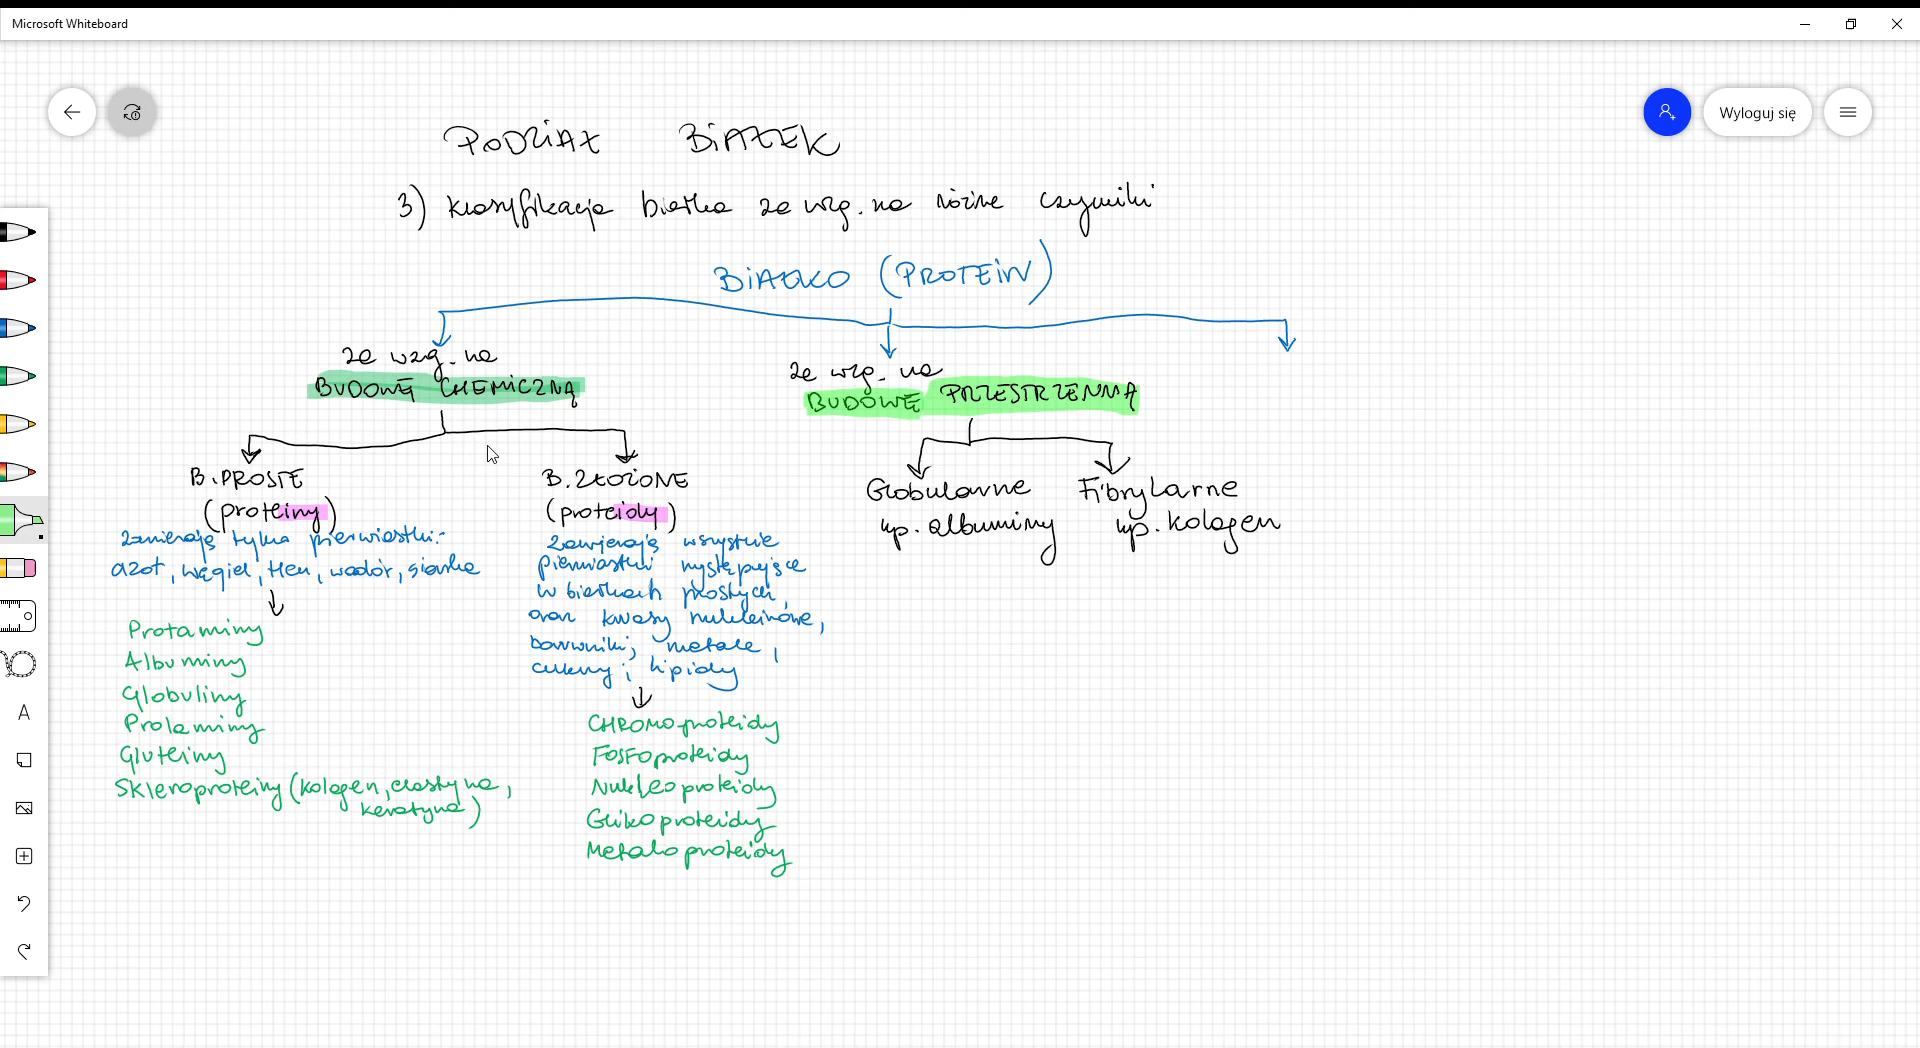 Microsoft Whiteboard
Wyloguj się
PODZIAŁ BIAŁEK
3) klasyfikacja białka ze wzg. na różne czynniki
BIAŁKO (PROTEIN)
ze wzg. na
BUDOWĘ CHEMICZNĄ
B. PROSTE
(proteiny)
zawierają tylko pierwiastki:
azot, węgiel, tlen, wodór, siarka
Protaminy
Albuminy
Globuliny
Prolaminy
Gluteiny
Skleroproteiny (kolagen, elastyna,
keratyna)
B. ZŁOŻONE
(proteidy)
zawierają wszystkie
pierwiastki występujące
w białkach prostych,
oraz kwasy nukleinowe,
barwniki, metale,
cukry i lipidy
CHROMOproteidy
FOSFOproteidy
Nukleoproteidy
Glikoproteidy
Metaloproteidy
ze wzg. na
BUDOWĘ PRZESTRZENNĄ
Globularne
np. albuminy
Fibrylarne
np. kolagen
A